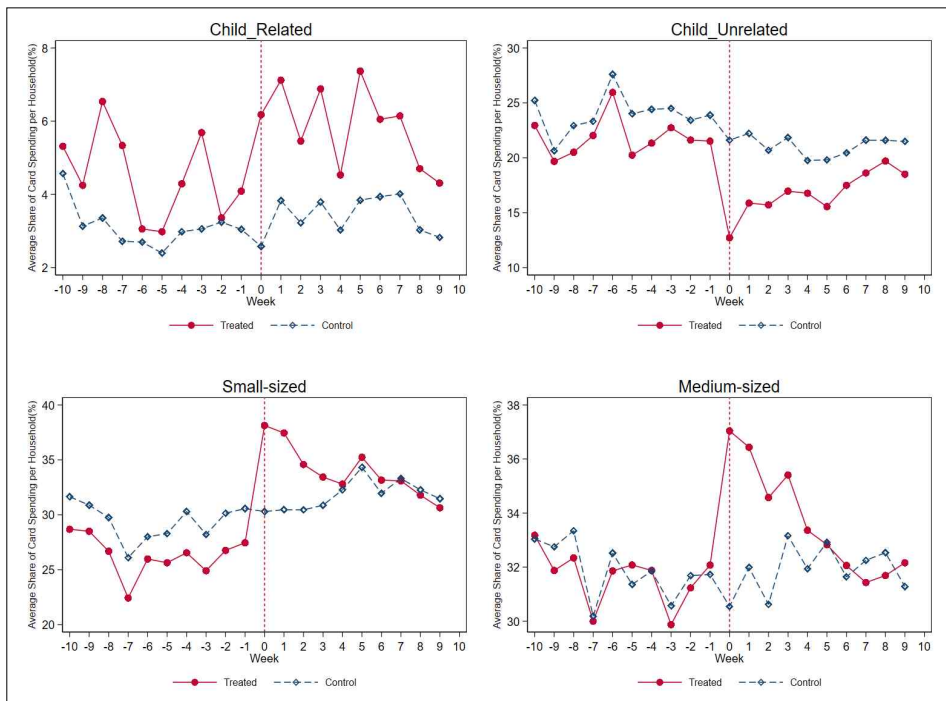 Child_Related
Average Share of Card Spending per Household(%)
8
6
4
2
-10 -9 -8 -7 -6 -5 -4 -3 -2 -1 0 1 2 3 4 5 6 7 8 9 10
Week
Treated Control
Child_Unrelated
Average Share of Card Spending per Household(%)
30
25
20
15
10
-10 -9 -8 -7 -6 -5 -4 -3 -2 -1 0 1 2 3 4 5 6 7 8 9 10
Week
Treated Control
Small-sized
Average Share of Card Spending per Household(%)
40
35
30
25
20
-10 -9 -8 -7 -6 -5 -4 -3 -2 -1 0 1 2 3 4 5 6 7 8 9 10
Week
Treated Control
Medium-sized
Average Share of Card Spending per Household(%)
38
36
34
32
30
-10 -9 -8 -7 -6 -5 -4 -3 -2 -1 0 1 2 3 4 5 6 7 8 9 10
Week
Treated Control